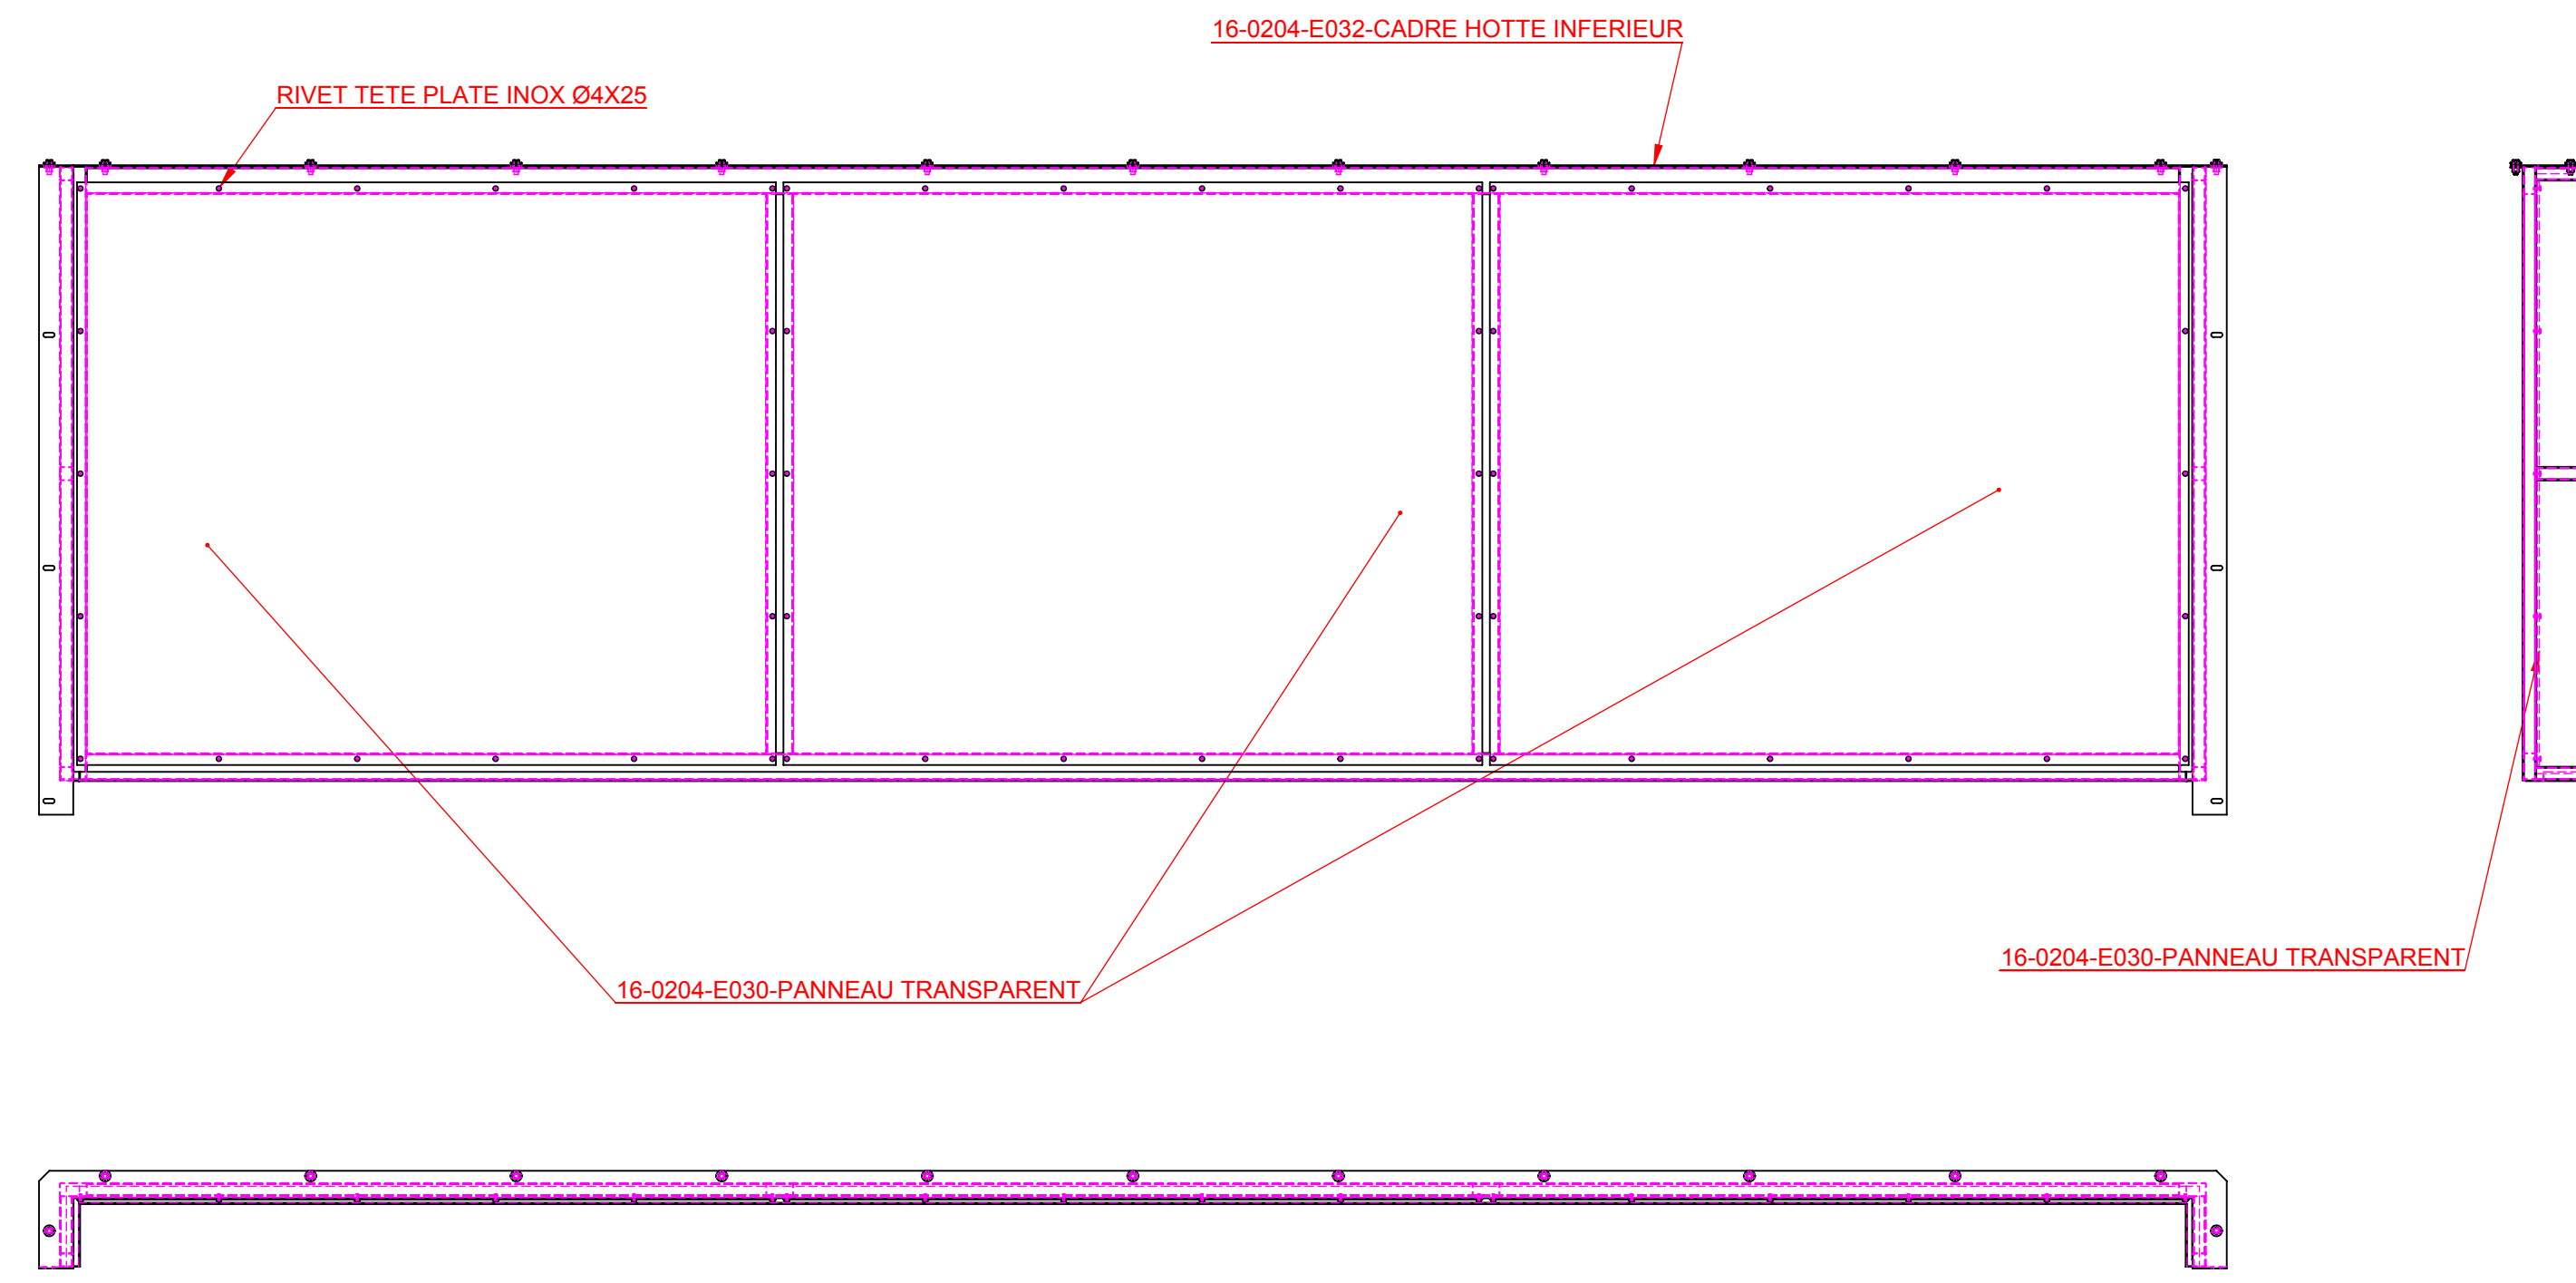 16-0204-E032-CADRE HOTTE INFERIEUR
RIVET TETE PLATE INOX Ø4X25
16-0204-E030-PANNEAU TRANSPARENT
16-0204-E030-PANNEAU TRANSPARENT